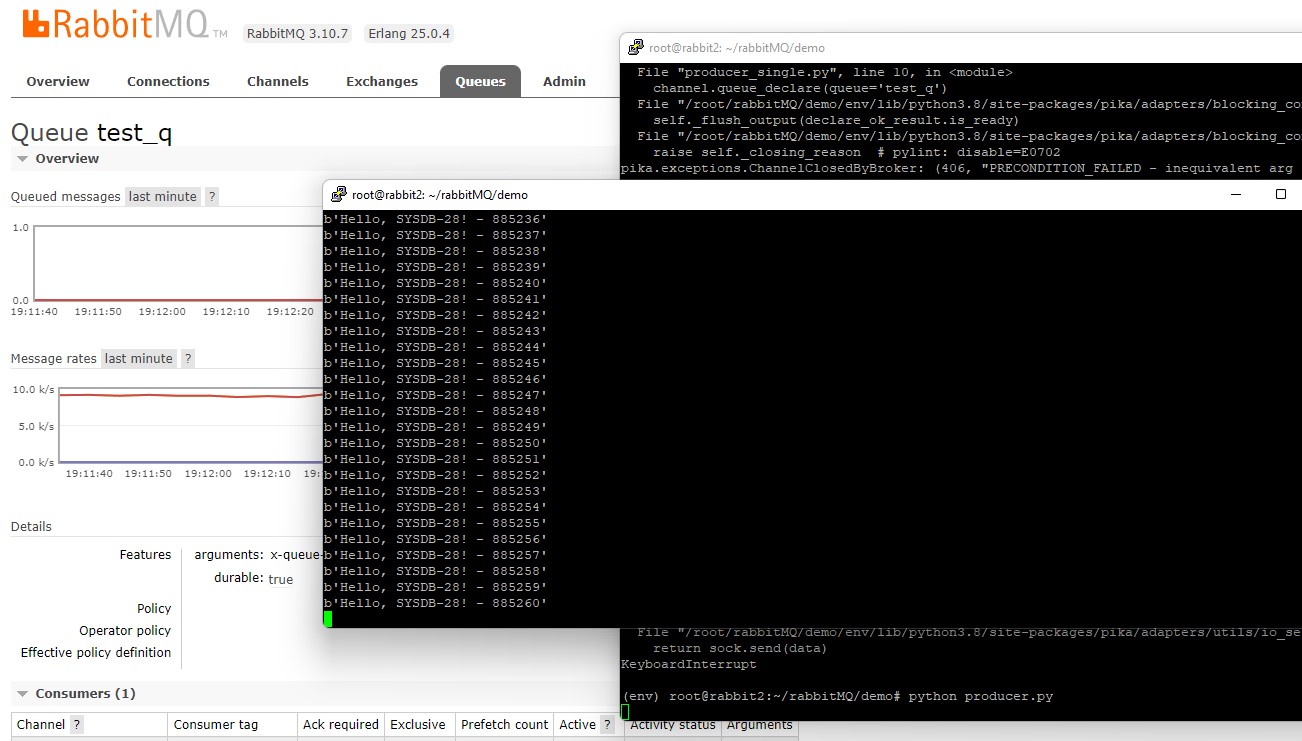 RabbitMQ TM
RabbitMQ 3.10.7
Erlang 25.0.4
Overview
Connections
Channels
Exchanges
Queues
Admin
Queue test_q
Overview
Queued messages last minute ?
1.0
0.0
19:11:40 19:11:50 19:12:00 19:12:10 19:12:20
Message rates last minute ?
10.0 k/s
5.0 k/s
0.0 k/s
19:11:40 19:11:50 19:12:00 19:12:10 19:1
Details
Features
arguments: x-queue-
durable: true
Policy
Operator policy
Effective policy definition
Consumers (1)
Channel ?
Consumer tag
Ack required
Exclusive
Prefetch count
Active ?
Activity status
Arguments
root@rabbit2: ~/rabbitMQ/demo
File "producer_single.py", line 10, in <module>
channel.queue_declare(queue='test_q')
File "/root/rabbitMQ/demo/env/lib/python3.8/site-packages/pika/adapters/blocking_co
self._flush_output(declare_ok_result.is_ready)
File "/root/rabbitMQ/demo/env/lib/python3.8/site-packages/pika/adapters/blocking_co
raise self._closing_reason  # pylint: disable=E0702
pika.exceptions.ChannelClosedByBroker: (406, "PRECONDITION_FAILED - inequivalent arg
root@rabbit2: ~/rabbitMQ/demo
b'Hello, SYSDB-28! - 885236'
b'Hello, SYSDB-28! - 885237'
b'Hello, SYSDB-28! - 885238'
b'Hello, SYSDB-28! - 885239'
b'Hello, SYSDB-28! - 885240'
b'Hello, SYSDB-28! - 885241'
b'Hello, SYSDB-28! - 885242'
b'Hello, SYSDB-28! - 885243'
b'Hello, SYSDB-28! - 885244'
b'Hello, SYSDB-28! - 885245'
b'Hello, SYSDB-28! - 885246'
b'Hello, SYSDB-28! - 885247'
b'Hello, SYSDB-28! - 885248'
b'Hello, SYSDB-28! - 885249'
b'Hello, SYSDB-28! - 885250'
b'Hello, SYSDB-28! - 885251'
b'Hello, SYSDB-28! - 885252'
b'Hello, SYSDB-28! - 885253'
b'Hello, SYSDB-28! - 885254'
b'Hello, SYSDB-28! - 885255'
b'Hello, SYSDB-28! - 885256'
b'Hello, SYSDB-28! - 885257'
b'Hello, SYSDB-28! - 885258'
b'Hello, SYSDB-28! - 885259'
b'Hello, SYSDB-28! - 885260'
File "/root/rabbitMQ/demo/env/lib/python3.8/site-packages/pika/adapters/utils/io_se
return sock.send(data)
KeyboardInterrupt
(env) root@rabbit2:~/rabbitMQ/demo# python producer.py